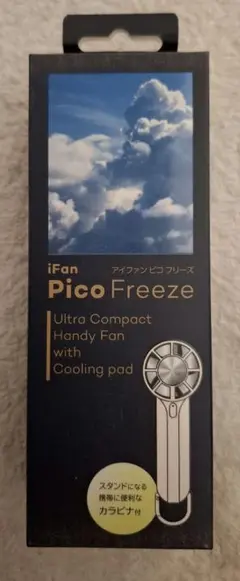 iFan
アイファン ピコ フリーズ
Pico Freeze
Ultra Compact
Handy Fan
with
Cooling pad
スタンドになる
携帯に便利な
カラビナ付